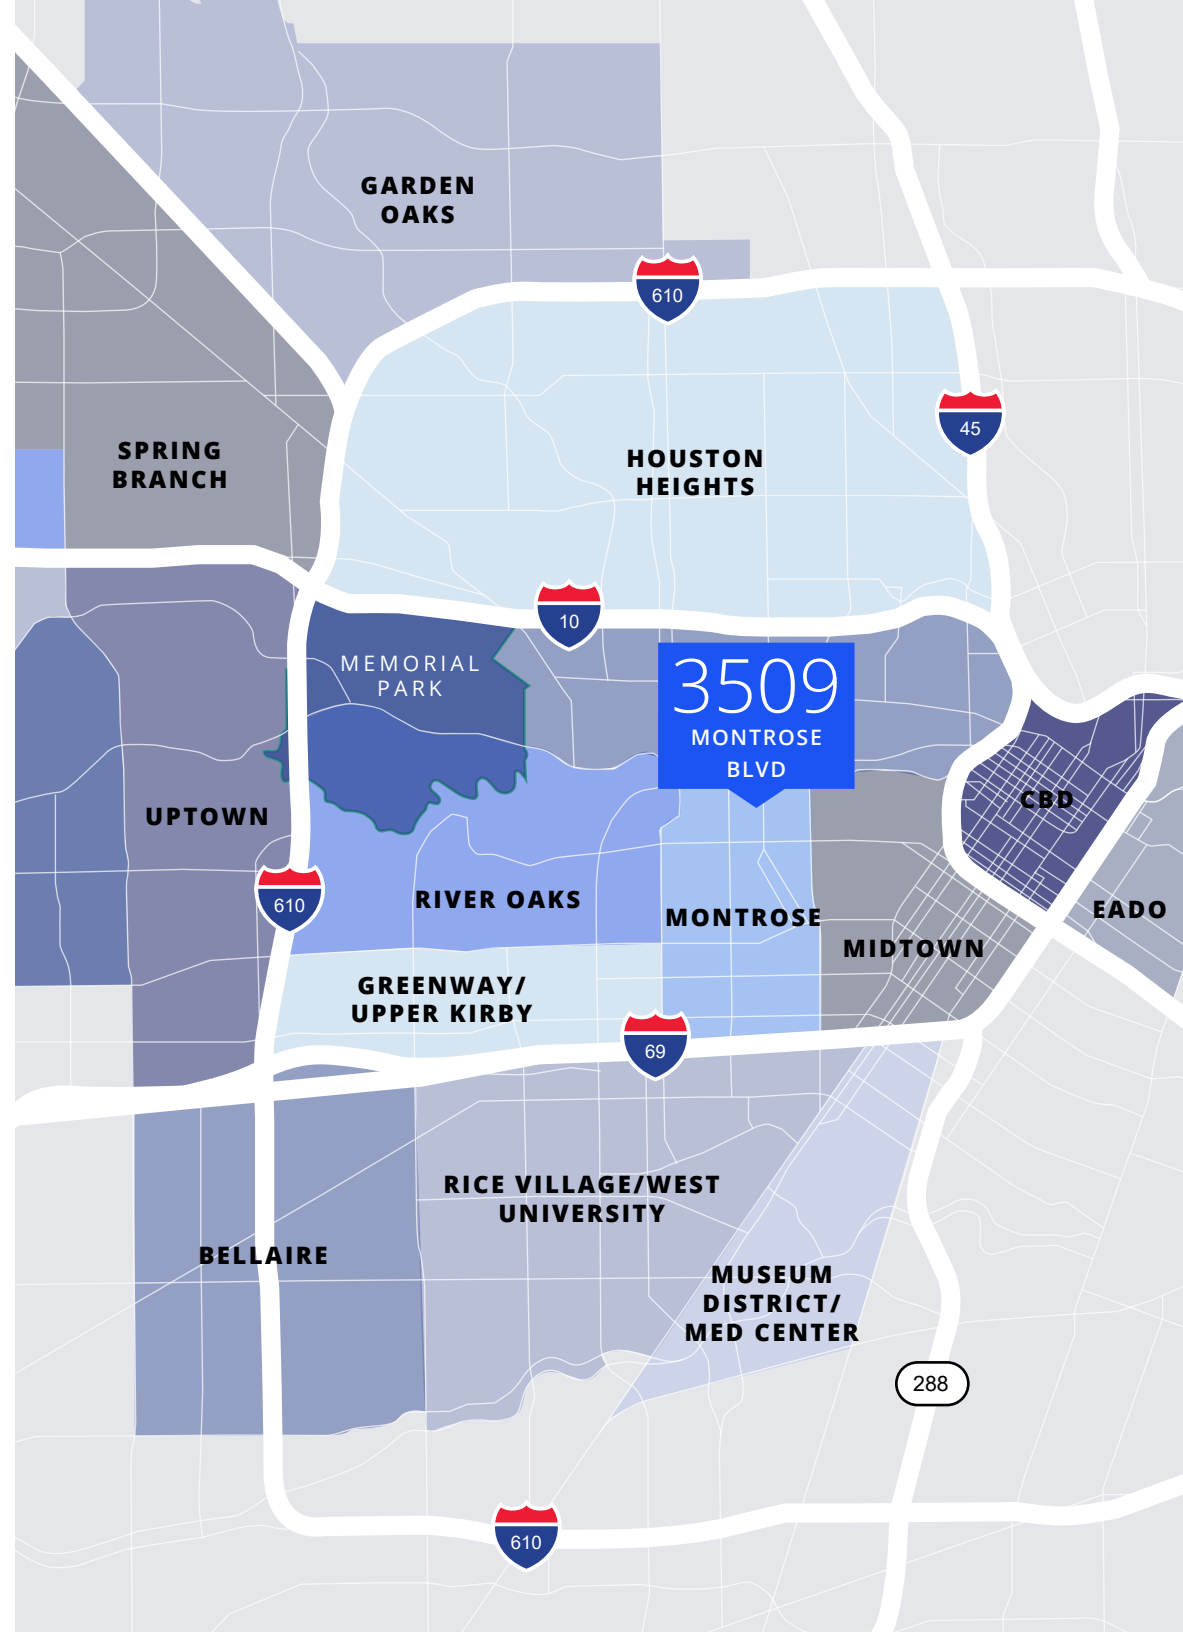 GARDEN
OAKS
610
45
SPRING
BRANCH
HOUSTON
HEIGHTS
10
MEMORIAL
PARK
3509
MONTROSE
BLVD
UPTOWN
CBD
610
RIVER OAKS
MONTROSE
EADO
MIDTOWN
GREENWAY/
UPPER KIRBY
69
RICE VILLAGE/WEST
UNIVERSITY
BELLAIRE
MUSEUM
DISTRICT/
MED CENTER
288
610